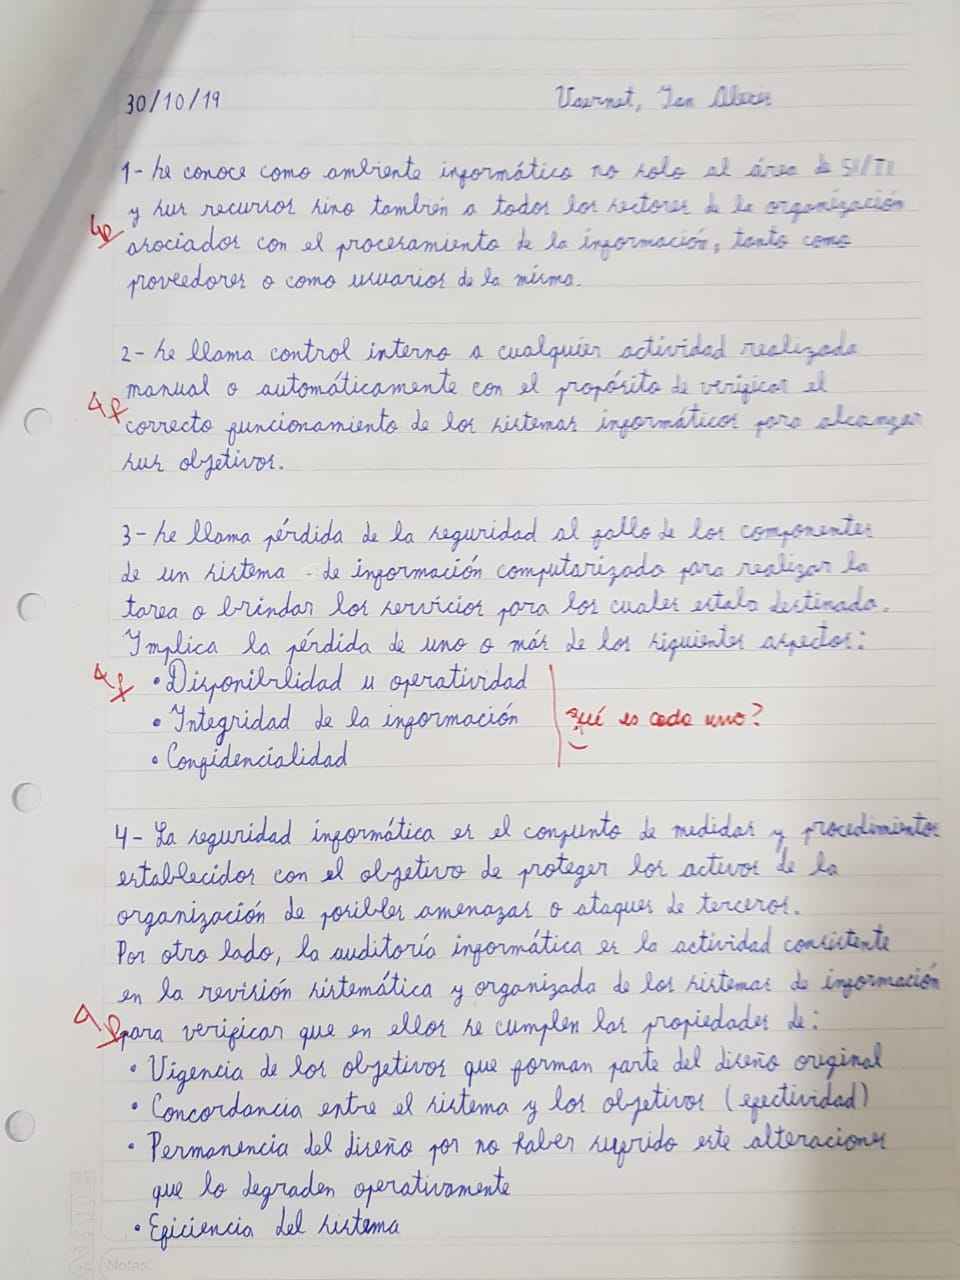 30/10/19
1- Se conoce como ambiente informático no solo al área de SI/TI
y sus recursos sino también a todos los sectores de la organización
asociados con el procesamiento de la información, tanto como
proveedores o como usuarios de la misma.
2- Se llama control interno a cualquier actividad realizada
manual o automáticamente con el propósito de verificar el
correcto funcionamiento de los sistemas informáticos para alcanzar
sus objetivos.
3- Se llama pérdida de la seguridad al fallo de los componentes
de un sistema de información computarizado para realizar la
tarea o brindar los servicios para los cuales estaba destinado.
Implica la pérdida de uno o más de los siguientes aspectos:
• Disponibilidad u operatividad
• Integridad de la información
qué es cada uno?
• Confidencialidad
4- La seguridad informática es el conjunto de medidas y procedimientos
establecidos con el objetivo de proteger los activos de la
organización de posibles amenazas o ataques de terceros.
Por otro lado, la auditoría informática es la actividad consistente
en la revisión sistemática y organizada de los sistemas de información
para verificar que en ellos se cumplen las propiedades de:
• Vigencia de los objetivos que forman parte del diseño original
• Concordancia entre el sistema y los objetivos (efectividad)
• Permanencia del diseño por no haber sufrido este alteraciones
que lo degraden operativamente
• Eficiencia del sistema
Notas: